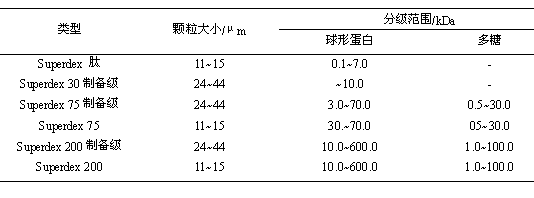 类型 颗粒大小/μm 分级范围/kDa
球形蛋白 多糖
Superdex 肽 11~15 0.1~7.0 -
Superdex 30 制备级 24~44 ~10.0 -
Superdex 75 制备级 24~44 3.0~70.0 0.5~30.0
Superdex 75 11~15 30.~70.0 05~30.0
Superdex 200 制备级 24~44 10.0~600.0 1.0~100.0
Superdex 200 11~15 10.0~600.0 1.0~100.0